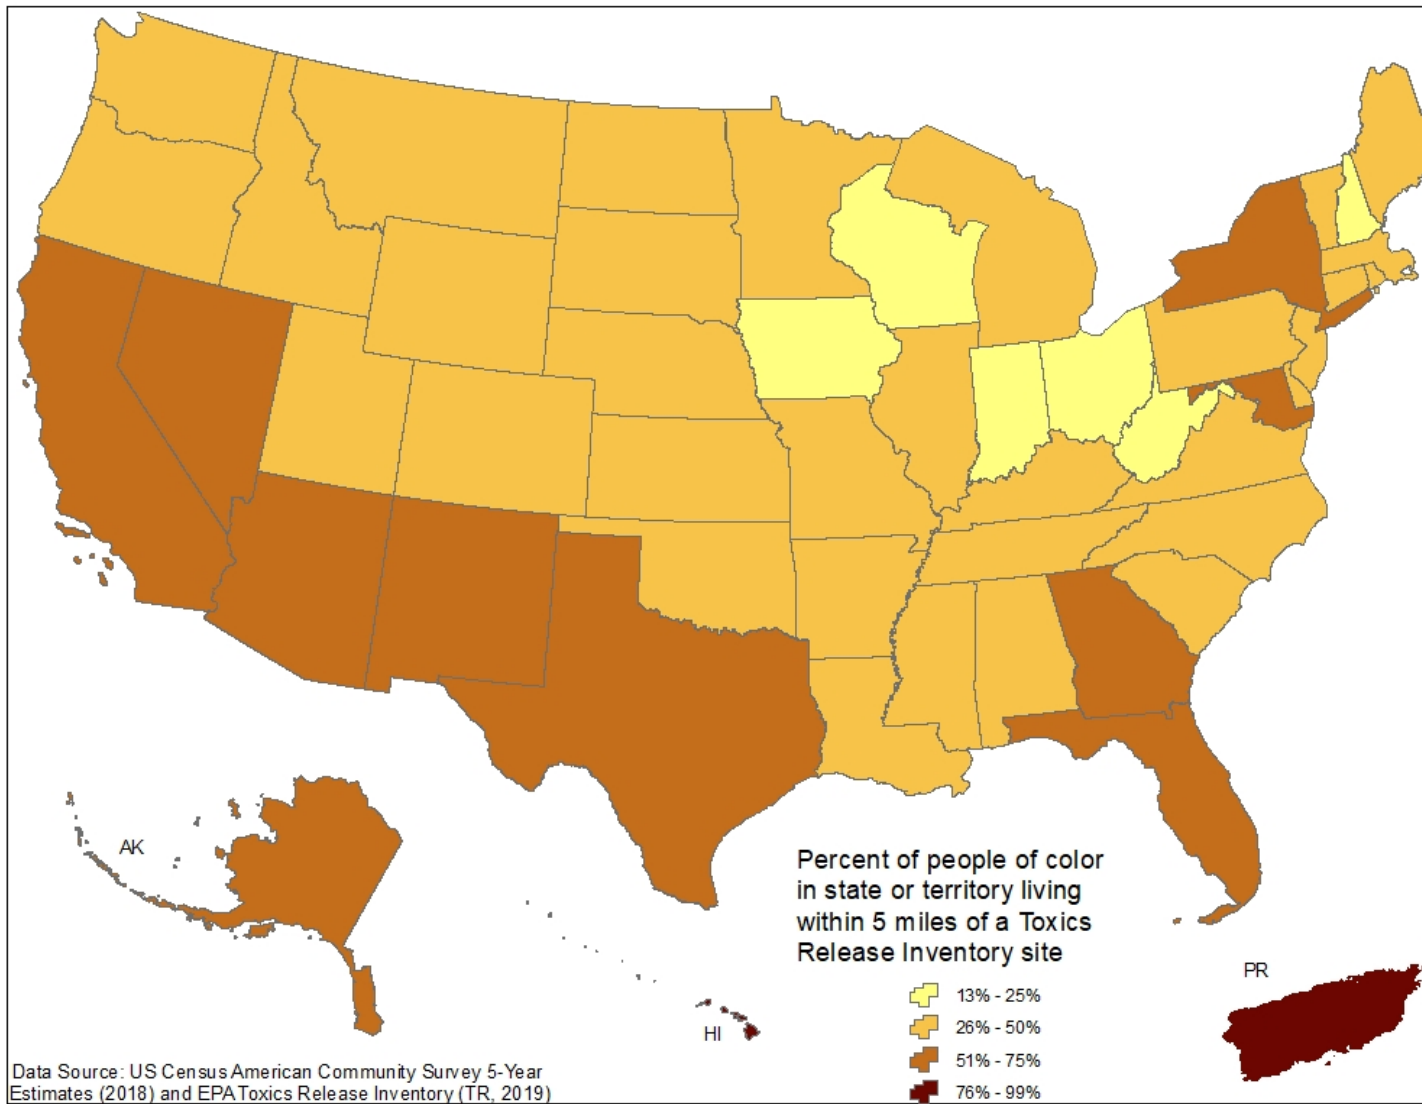 AK
HI
PR
Percent of people of color
in state or territory living
within 5 miles of a Toxics
Release Inventory site
13% - 25%
26% - 50%
51% - 75%
76% - 99%
Data Source: US Census American Community Survey 5-Year
Estimates (2018) and EPA Toxics Release Inventory (TR, 2019)